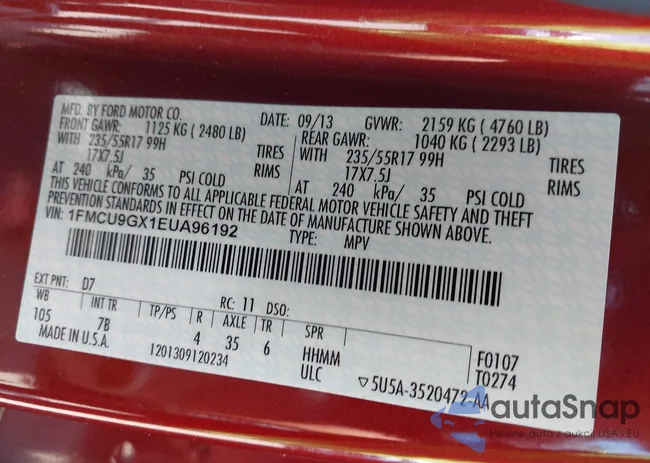 MFD. BY FORD MOTOR CO. DATE: 09/13 GVWR: 2159 KG ( 4760 LB)
FRONT GAWR: 1125 KG ( 2480 LB) REAR GAWR: 1040 KG ( 2293 LB)
WITH 235/55R17 99H TIRES WITH 235/55R17 99H TIRES
17X7.5J RIMS 17X7.5J RIMS
AT 240 kPa/ 35 PSI COLD AT 240 kPa/ 35 PSI COLD
THIS VEHICLE CONFORMS TO ALL APPLICABLE FEDERAL MOTOR VEHICLE SAFETY AND THEFT
PREVENTION STANDARDS IN EFFECT ON THE DATE OF MANUFACTURE SHOWN ABOVE.
VIN: 1FMCU9GX1EUA96192 TYPE: MPV
EXT PNT: D7 RC: 11 DSO:
WB INT TR TP/PS R AXLE TR SPR
105 7B 4 35 6 HHMM F0107
MADE IN U.S.A. 1201309120234 ULC ▽5U5A-3520472-AA T0274
autaSnap
Pewne auta z aukcji USA i EU